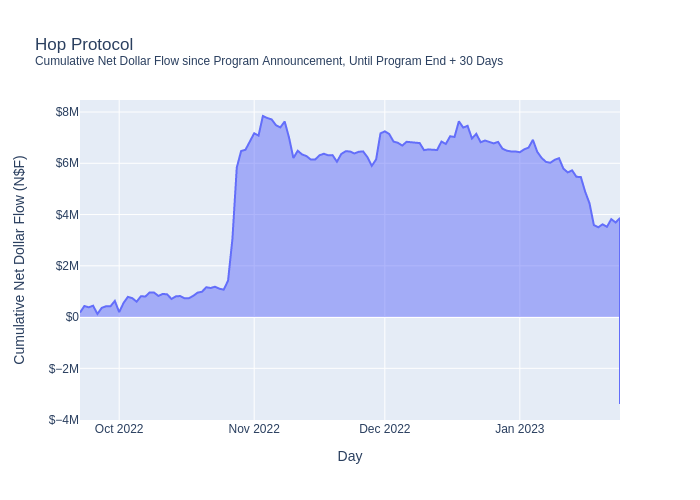 Hop Protocol
Cumulative Net Dollar Flow since Program Announcement, Until Program End + 30 Days
$8M
$6M
$4M
$2M
$0
$−2M
$−4M
Cumulative Net Dollar Flow (N$F)
Oct 2022
Nov 2022
Dec 2022
Jan 2023
Day